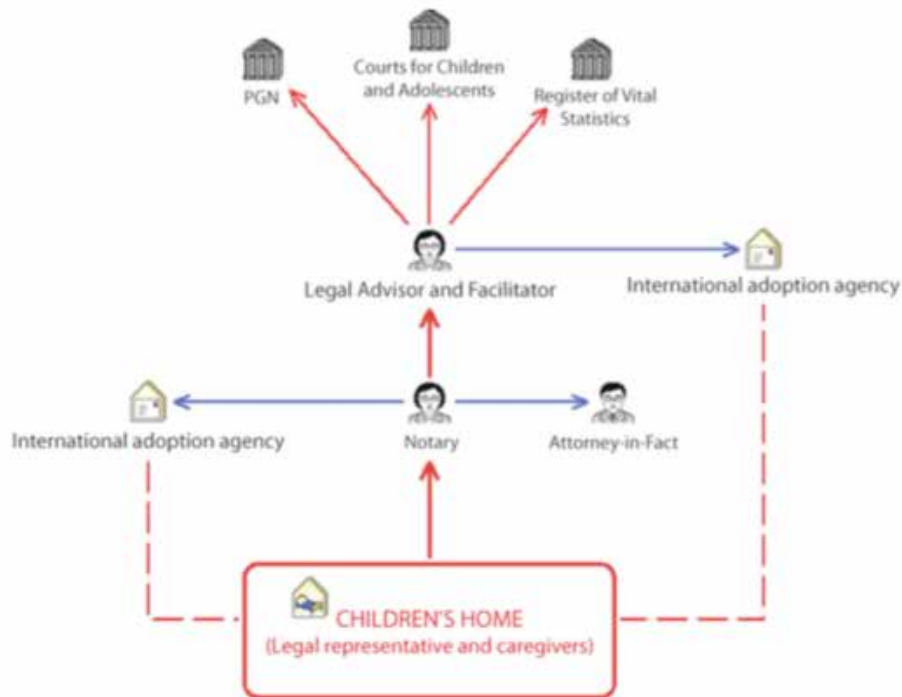 PGN
Courts for Children
and Adolescents
Register of Vital
Statistics
Legal Advisor and Facilitator
International adoption agency
International adoption agency
Notary
Attorney-in-Fact
CHILDREN'S HOME
(Legal representative and caregivers)